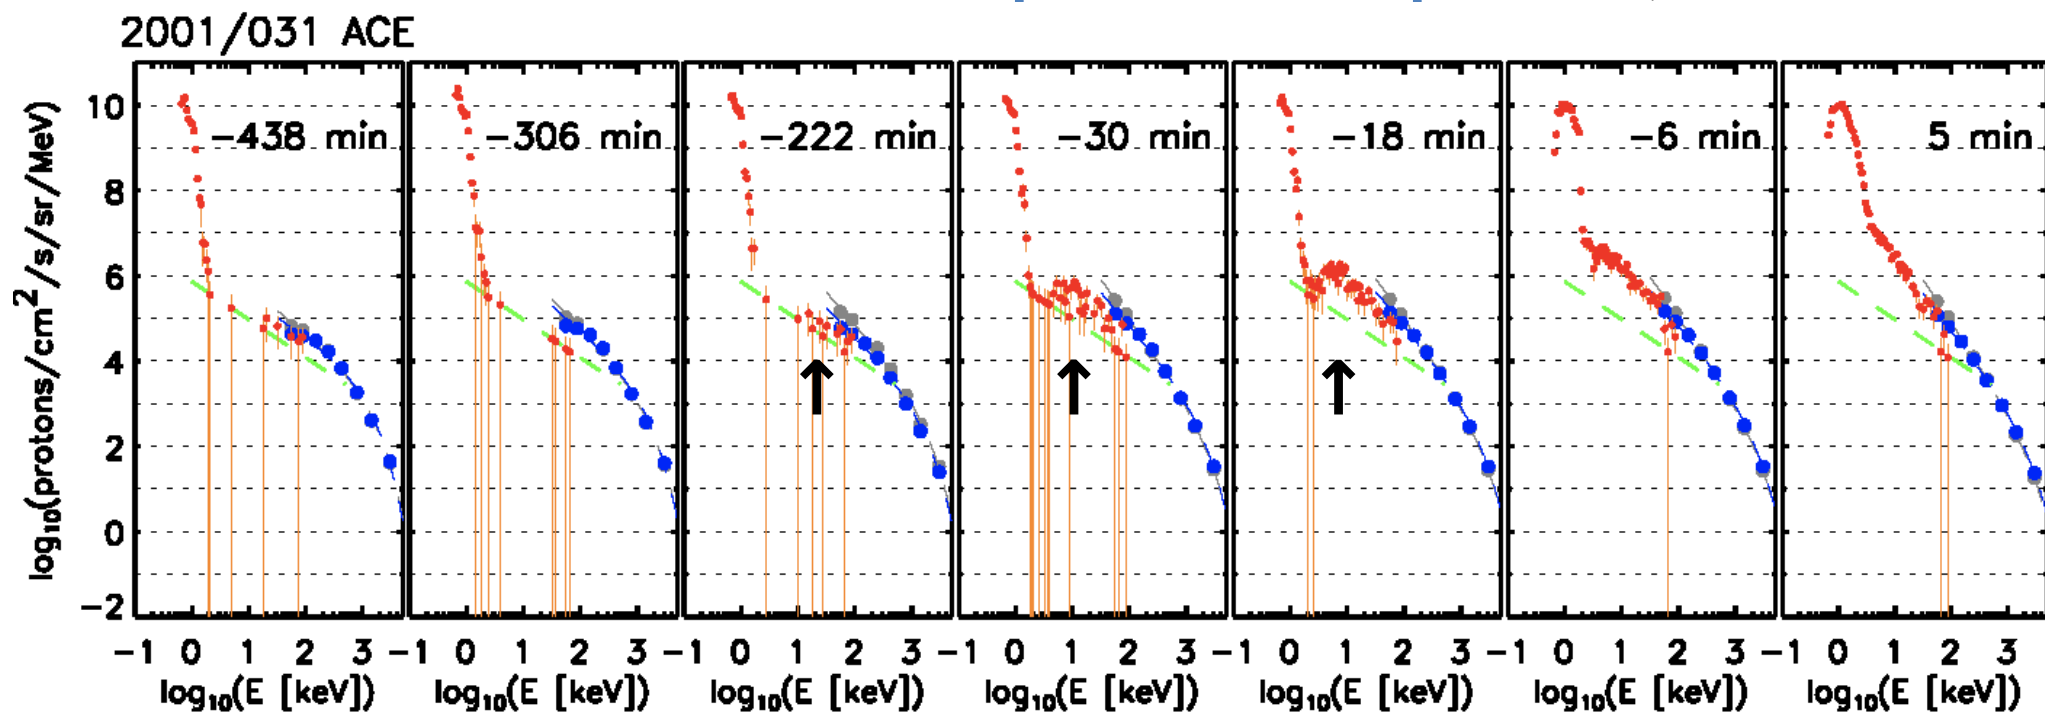 2001/031 ACE
log₁₀(protons/cm²/s/sr/MeV)
10
8
6
4
2
0
−2
−438 min
−306 min
−222 min
−30 min
−18 min
−6 min
5 min
−1 0 1 2 3 −1 0 1 2 3 −1 0 1 2 3 −1 0 1 2 3 −1 0 1 2 3 −1 0 1 2 3 −1 0 1 2 3
log₁₀(E [keV]) log₁₀(E [keV]) log₁₀(E [keV]) log₁₀(E [keV]) log₁₀(E [keV]) log₁₀(E [keV]) log₁₀(E [keV])